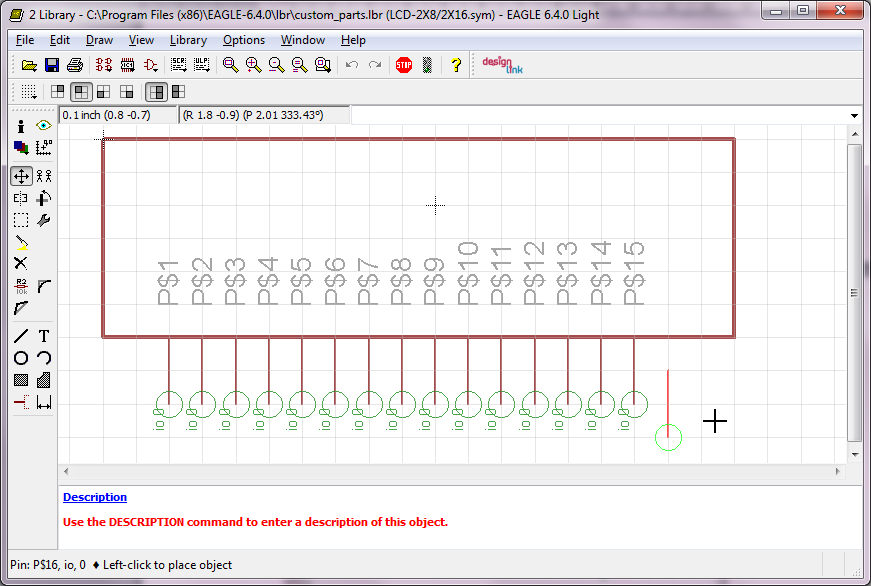 2 Library - C:\Program Files (x86)\EAGLE-6.4.0\lbr\custom_parts.lbr (LCD-2X8/2X16.sym) - EAGLE 6.4.0 Light
File Edit Draw View Library Options Window Help
SCR ULP STOP ? design link
0.1 inch (0.8 -0.7) (R 1.8 -0.9) (P 2.01 333.43°)
P$1 P$2 P$3 P$4 P$5 P$6 P$7 P$8 P$9 P$10 P$11 P$12 P$13 P$14 P$15
R2
10k
T
io 0 io 0 io 0 io 0 io 0 io 0 io 0 io 0 io 0 io 0 io 0 io 0 io 0 io 0 io 0
Description
Use the DESCRIPTION command to enter a description of this object.
Pin: P$16, io, 0 ♦ Left-click to place object